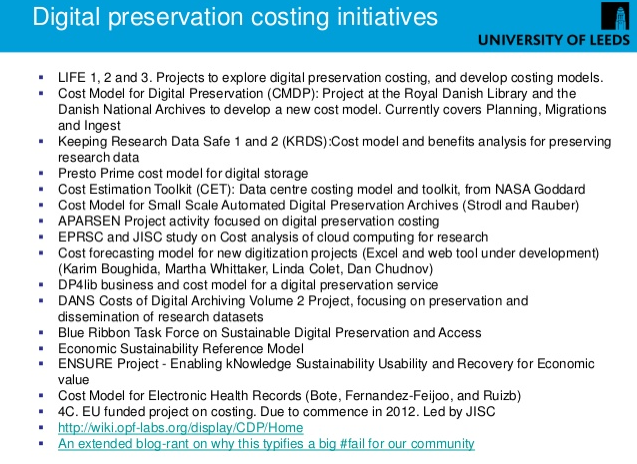 Digital preservation costing initiatives
UNIVERSITY OF LEEDS
▪ LIFE 1, 2 and 3. Projects to explore digital preservation costing, and develop costing models.
▪ Cost Model for Digital Preservation (CMDP): Project at the Royal Danish Library and the
Danish National Archives to develop a new cost model. Currently covers Planning, Migrations
and Ingest
▪ Keeping Research Data Safe 1 and 2 (KRDS):Cost model and benefits analysis for preserving
research data
▪ Presto Prime cost model for digital storage
▪ Cost Estimation Toolkit (CET): Data centre costing model and toolkit, from NASA Goddard
▪ Cost Model for Small Scale Automated Digital Preservation Archives (Strodl and Rauber)
▪ APARSEN Project activity focused on digital preservation costing
▪ EPRSC and JISC study on Cost analysis of cloud computing for research
▪ Cost forecasting model for new digitization projects (Excel and web tool under development)
(Karim Boughida, Martha Whittaker, Linda Colet, Dan Chudnov)
▪ DP4lib business and cost model for a digital preservation service
▪ DANS Costs of Digital Archiving Volume 2 Project, focusing on preservation and
dissemination of research datasets
▪ Blue Ribbon Task Force on Sustainable Digital Preservation and Access
▪ Economic Sustainability Reference Model
▪ ENSURE Project - Enabling kNowledge Sustainability Usability and Recovery for Economic
value
▪ Cost Model for Electronic Health Records (Bote, Fernandez-Feijoo, and Ruizb)
▪ 4C. EU funded project on costing. Due to commence in 2012. Led by JISC
▪ http://wiki.opf-labs.org/display/CDP/Home
▪ An extended blog-rant on why this typifies a big #fail for our community